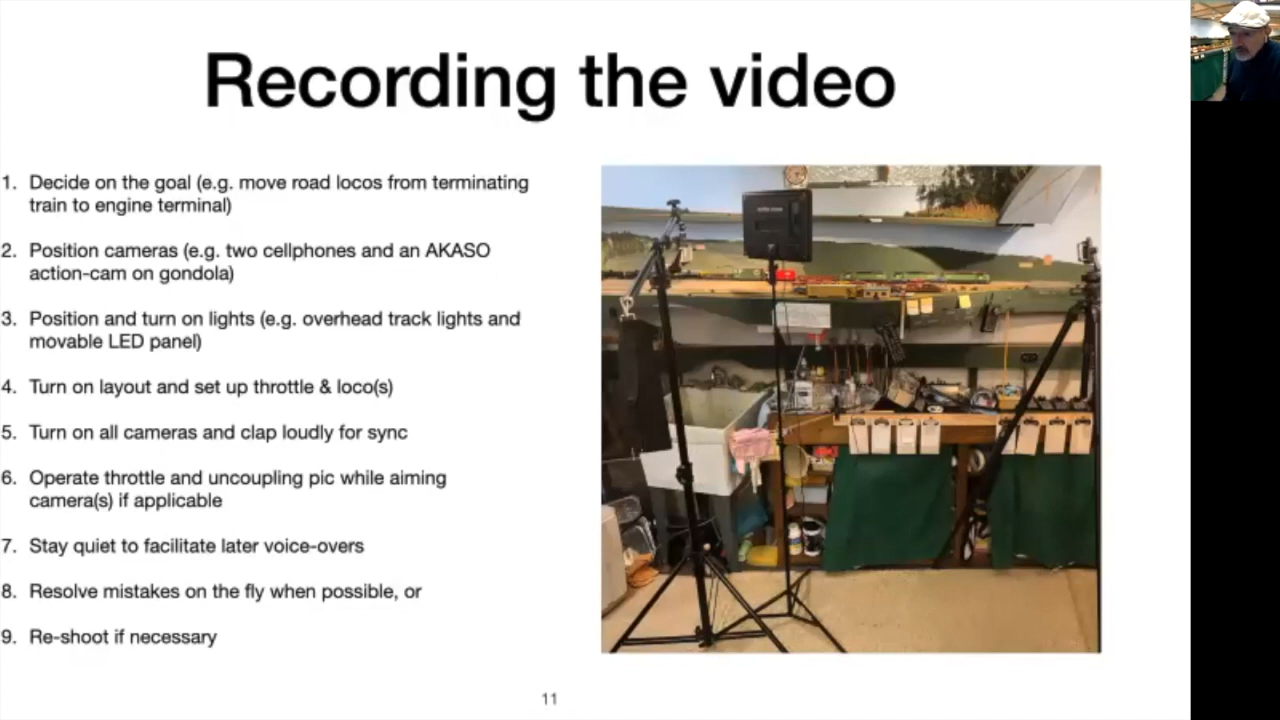 Recording the video
1. Decide on the goal (e.g. move road locos from terminating
train to engine terminal)
2. Position cameras (e.g. two cellphones and an AKASO
action-cam on gondola)
3. Position and turn on lights (e.g. overhead track lights and
movable LED panel)
4. Turn on layout and set up throttle & loco(s)
5. Turn on all cameras and clap loudly for sync
6. Operate throttle and uncoupling pic while aiming
camera(s) if applicable
7. Stay quiet to facilitate later voice-overs
8. Resolve mistakes on the fly when possible, or
9. Re-shoot if necessary
11